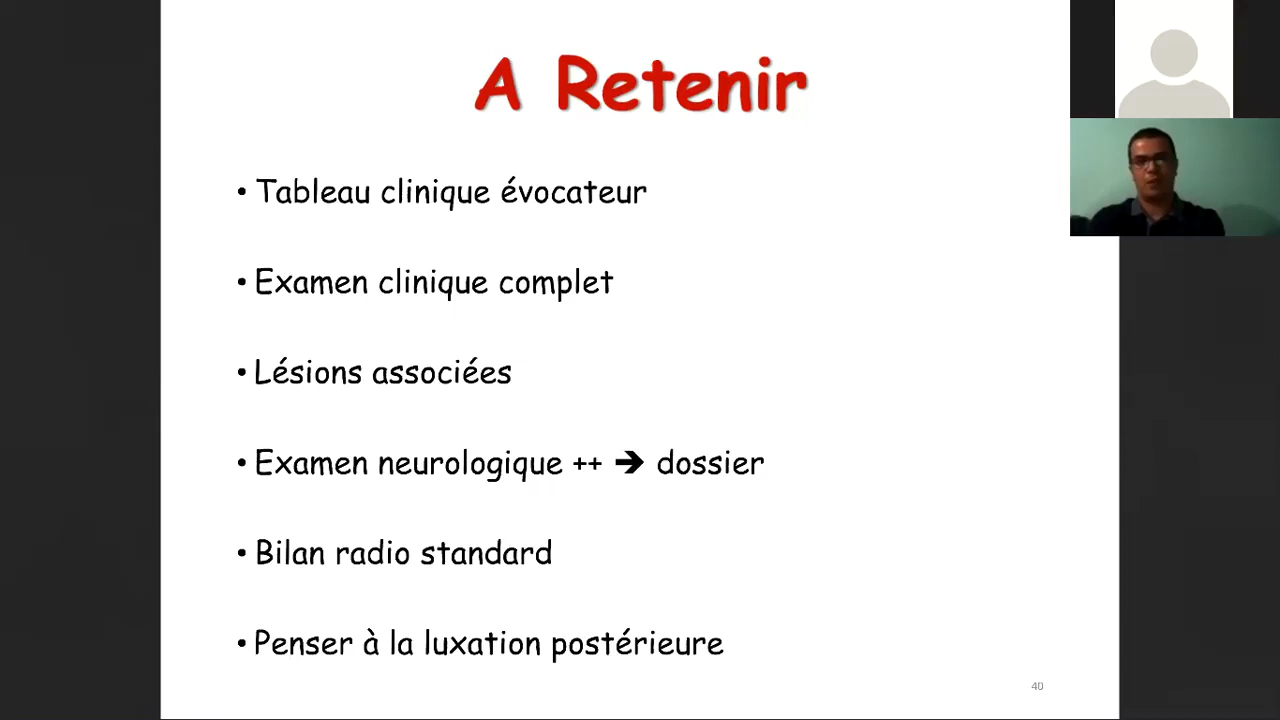 A Retenir
• Tableau clinique évocateur
• Examen clinique complet
• Lésions associées
• Examen neurologique ++ ➔ dossier
• Bilan radio standard
• Penser à la luxation postérieure
40